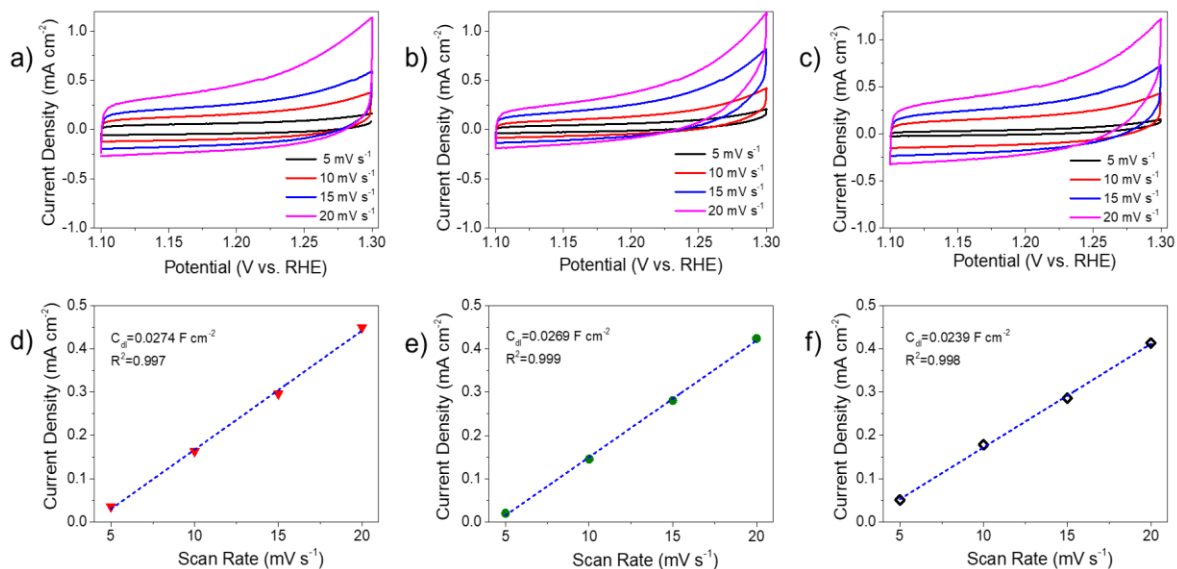 a)
Current Density (mA cm⁻²)
1.0
0.5
0.0
-0.5
-1.0
5 mV s⁻¹
10 mV s⁻¹
15 mV s⁻¹
20 mV s⁻¹
1.10 1.15 1.20 1.25 1.30
Potential (V vs. RHE)
b)
Current Density (mA cm⁻²)
1.0
0.5
0.0
-0.5
-1.0
5 mV s⁻¹
10 mV s⁻¹
15 mV s⁻¹
20 mV s⁻¹
1.10 1.15 1.20 1.25 1.30
Potential (V vs. RHE)
c)
Current Density (mA cm⁻²)
1.0
0.5
0.0
-0.5
-1.0
5 mV s⁻¹
10 mV s⁻¹
15 mV s⁻¹
20 mV s⁻¹
1.10 1.15 1.20 1.25 1.30
Potential (V vs. RHE)
d)
Current Density (mA cm⁻²)
0.5
0.4
0.3
0.2
0.1
0.0
C_dl=0.0274 F cm⁻²
R²=0.997
5 10 15 20
Scan Rate (mV s⁻¹)
e)
Current Density (mA cm⁻²)
0.5
0.4
0.3
0.2
0.1
0.0
C_dl=0.0269 F cm⁻²
R²=0.999
5 10 15 20
Scan Rate (mV s⁻¹)
f)
Current Density (mA cm⁻²)
0.5
0.4
0.3
0.2
0.1
0.0
C_dl=0.0239 F cm⁻²
R²=0.998
5 10 15 20
Scan Rate (mV s⁻¹)